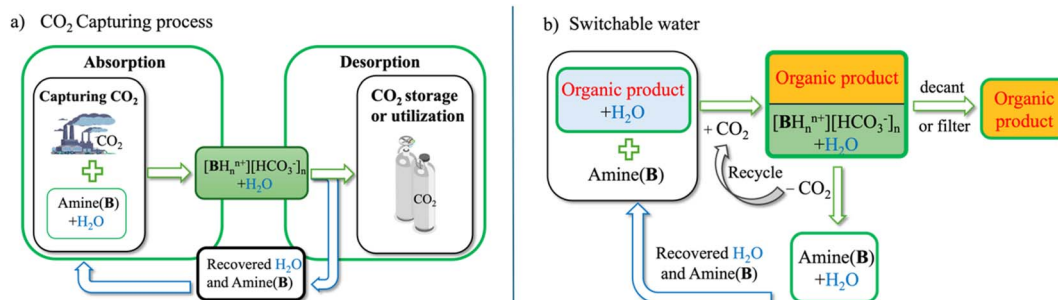 a) CO₂ Capturing process
Absorption
Desorption
Capturing CO₂
CO₂
Amine(B)
+H₂O
[BHₙⁿ⁺][HCO₃⁻]ₙ
+H₂O
CO₂ storage
or utilization
CO₂
Recovered H₂O
and Amine(B)
b) Switchable water
Organic product
+H₂O
Amine(B)
+ CO₂
Recycle
– CO₂
Organic product
[BHₙⁿ⁺][HCO₃⁻]ₙ
+H₂O
decant
or filter
Organic
product
Recovered H₂O
and Amine(B)
Amine(B)
+H₂O